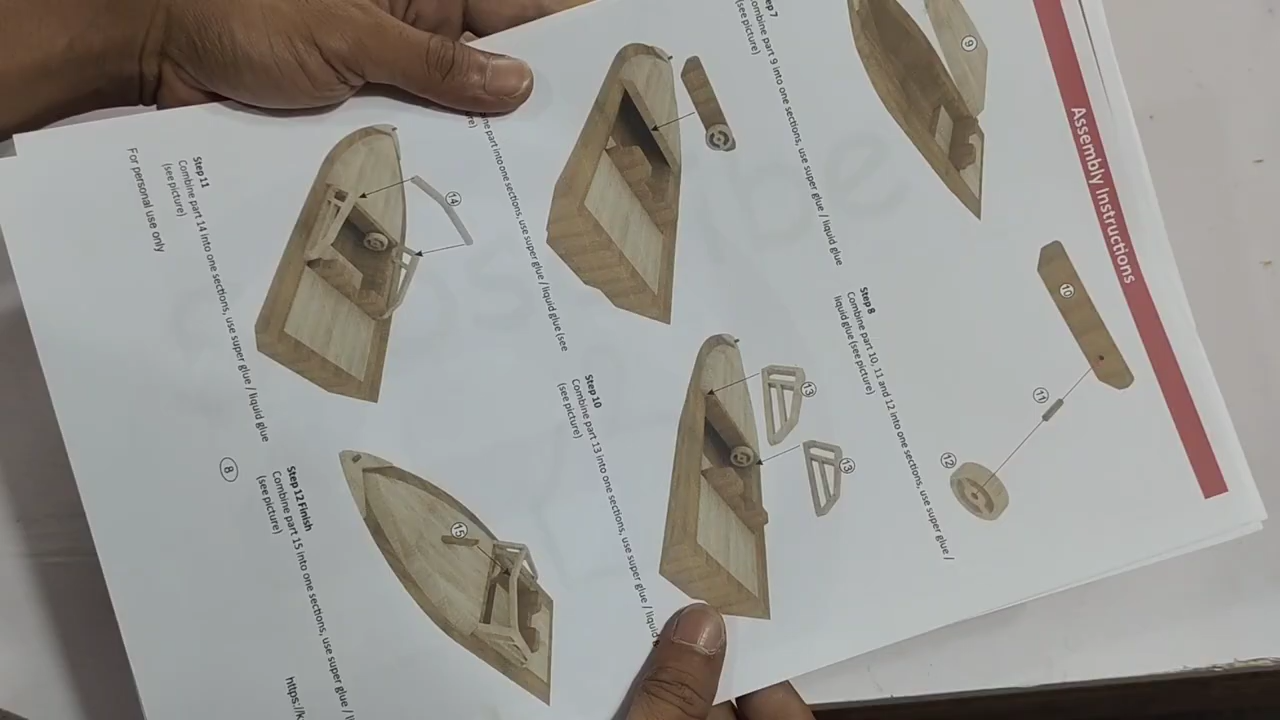 Assembly Instructions
9
Combine part 9 into one sections, use super glue / liquid glue
(see picture)
10
11
12
Step 8
Combine part 10, 11 and 12 into one sections, use super glue /
liquid glue (see picture)
part into one sections, use super glue / liquid glue (see
13
13
Step 10
Combine part 13 into one sections, use super glue / liquid
(see picture)
14
Step 11
Combine part 14 into one sections, use super glue / liquid glue
(see picture)
15
Step 12 Finish
Combine part 15 into one sections, use super glue /
(see picture)
For personal use only
8